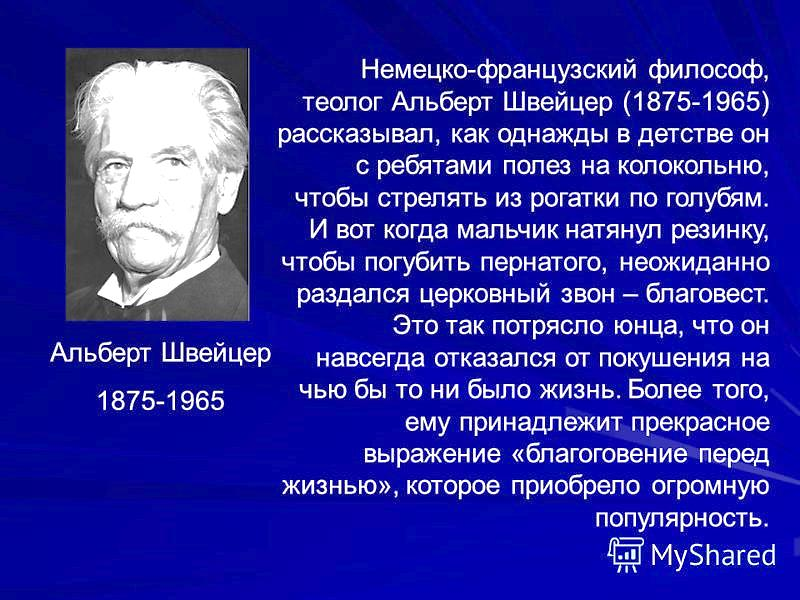 Немецко-французский философ,
теолог Альберт Швейцер (1875-1965)
рассказывал, как однажды в детстве он
с ребятами полез на колокольню,
чтобы стрелять из рогатки по голубям.
И вот когда мальчик натянул резинку,
чтобы погубить пернатого, неожиданно
раздался церковный звон – благовест.
Это так потрясло юнца, что он
навсегда отказался от покушения на
чью бы то ни было жизнь. Более того,
ему принадлежит прекрасное
выражение «благоговение перед
жизнью», которое приобрело огромную
популярность.
Альберт Швейцер
1875-1965
MyShared